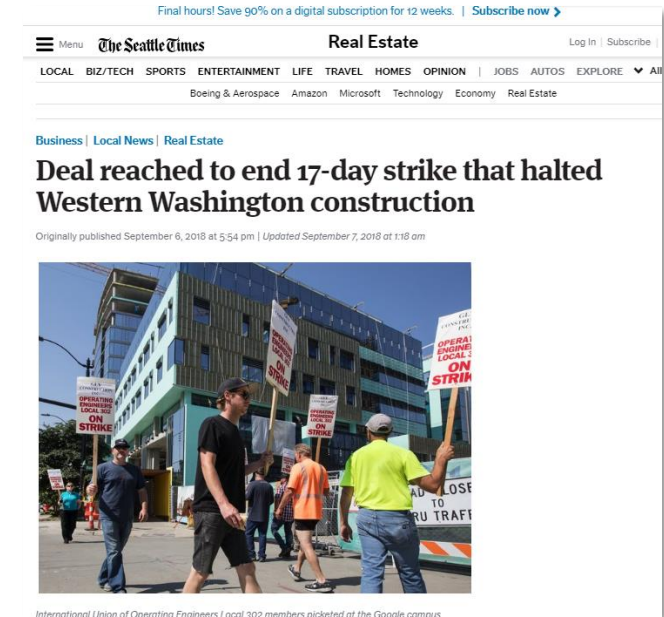 Final hours! Save 90% on a digital subscription for 12 weeks. | Subscribe now >
Menu The Seattle Times Real Estate Log In | Subscribe |
LOCAL BIZ/TECH SPORTS ENTERTAINMENT LIFE TRAVEL HOMES OPINION | JOBS AUTOS EXPLORE All
Boeing & Aerospace Amazon Microsoft Technology Economy Real Estate
Business | Local News | Real Estate
Deal reached to end 17-day strike that halted
Western Washington construction
Originally published September 6, 2018 at 5:54 pm | Updated September 7, 2018 at 1:18 am
OPERATING
ENGINEERS
LOCAL 302
ON
STRIKE
OPERATING
ENGINEERS
LOCAL 302
ON
STRIKE
OPERATING
ENGINEERS
LOCAL 302
ON
STRIKE
OPERAT
ENGINE
LOCAL 3
ON
STRIK
AD CLOSE
TO
RU TRAFF
International Union of Operating Engineers Local 302 members picketed at the Google campus